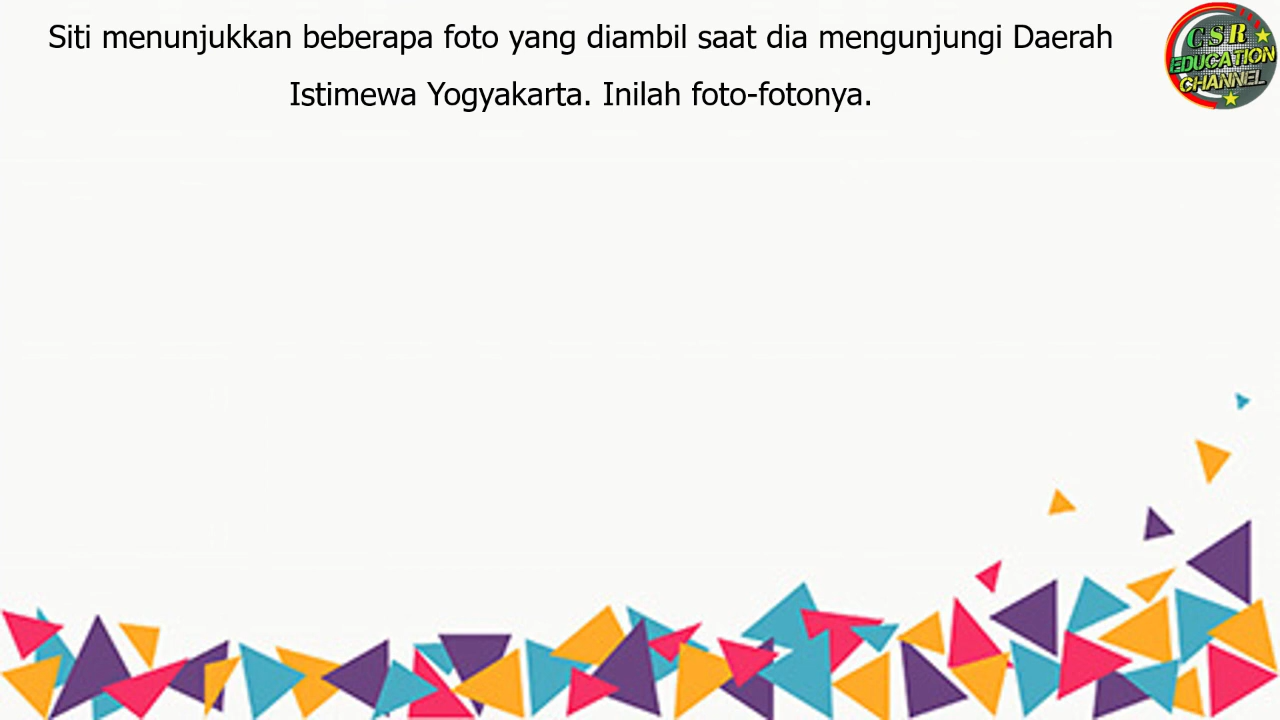 Siti menunjukkan beberapa foto yang diambil saat dia mengunjungi Daerah
Istimewa Yogyakarta. Inilah foto-fotonya.
CSR
EDUCATION
CHANNEL